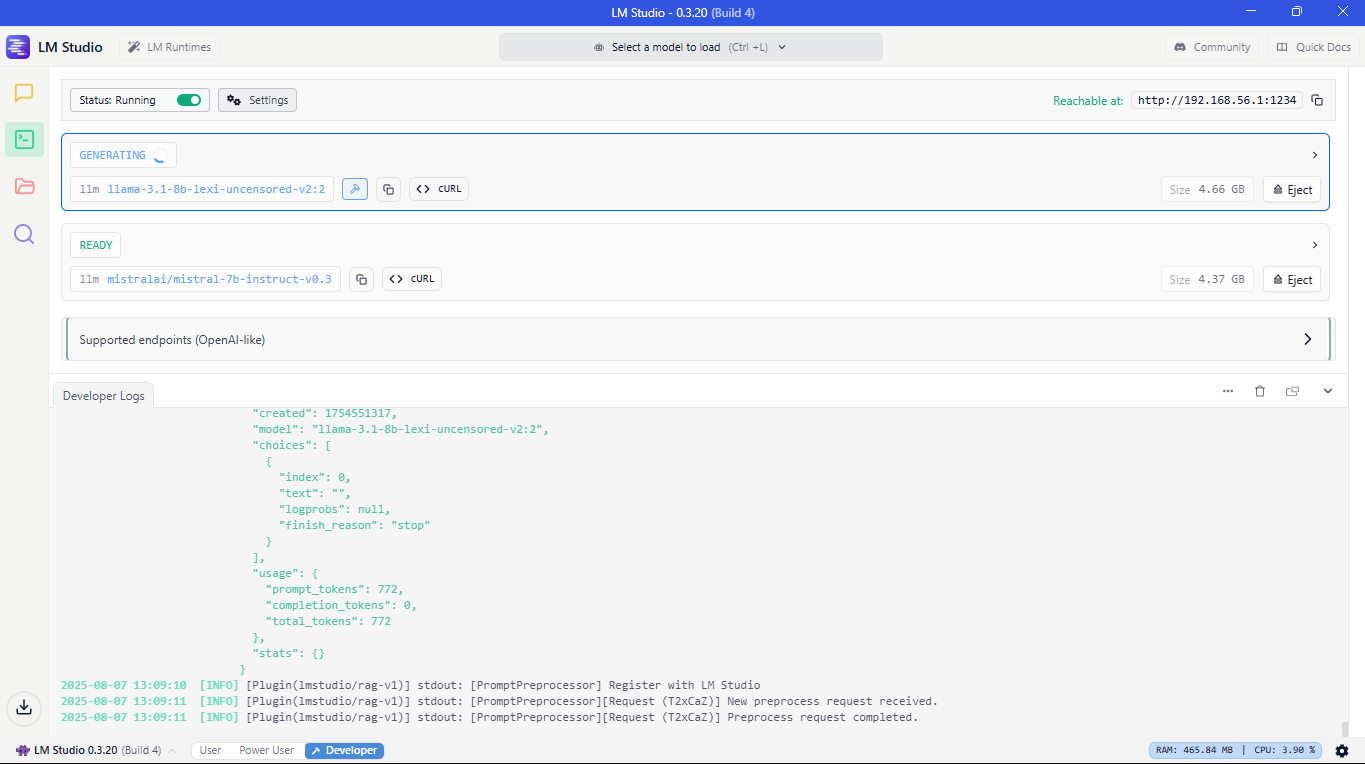 LM Studio - 0.3.20 (Build 4)
LM Studio
LM Runtimes
Select a model to load (Ctrl +L)
Community
Quick Docs
Status: Running
Settings
Reachable at: http://192.168.56.1:1234
GENERATING
llm llama-3.1-8b-lexi-uncensored-v2:2
<> cURL
Size 4.66 GB
Eject
READY
llm mistralai/mistral-7b-instruct-v0.3
<> cURL
Size 4.37 GB
Eject
Supported endpoints (OpenAI-like)
Developer Logs
"created": 1754551317,
"model": "llama-3.1-8b-lexi-uncensored-v2:2",
"choices": [
{
"index": 0,
"text": "",
"logprobs": null,
"finish_reason": "stop"
}
],
"usage": {
"prompt_tokens": 772,
"completion_tokens": 0,
"total_tokens": 772
},
"stats": {}
}
2025-08-07 13:09:10 [INFO] [Plugin(lmstudio/rag-v1)] stdout: [PromptPreprocessor] Register with LM Studio
2025-08-07 13:09:11 [INFO] [Plugin(lmstudio/rag-v1)] stdout: [PromptPreprocessor][Request (T2xCaZ)] New preprocess request received.
2025-08-07 13:09:11 [INFO] [Plugin(lmstudio/rag-v1)] stdout: [PromptPreprocessor][Request (T2xCaZ)] Preprocess request completed.
LM Studio 0.3.20 (Build 4)
User
Power User
Developer
RAM: 465.84 MB | CPU: 3.90 %